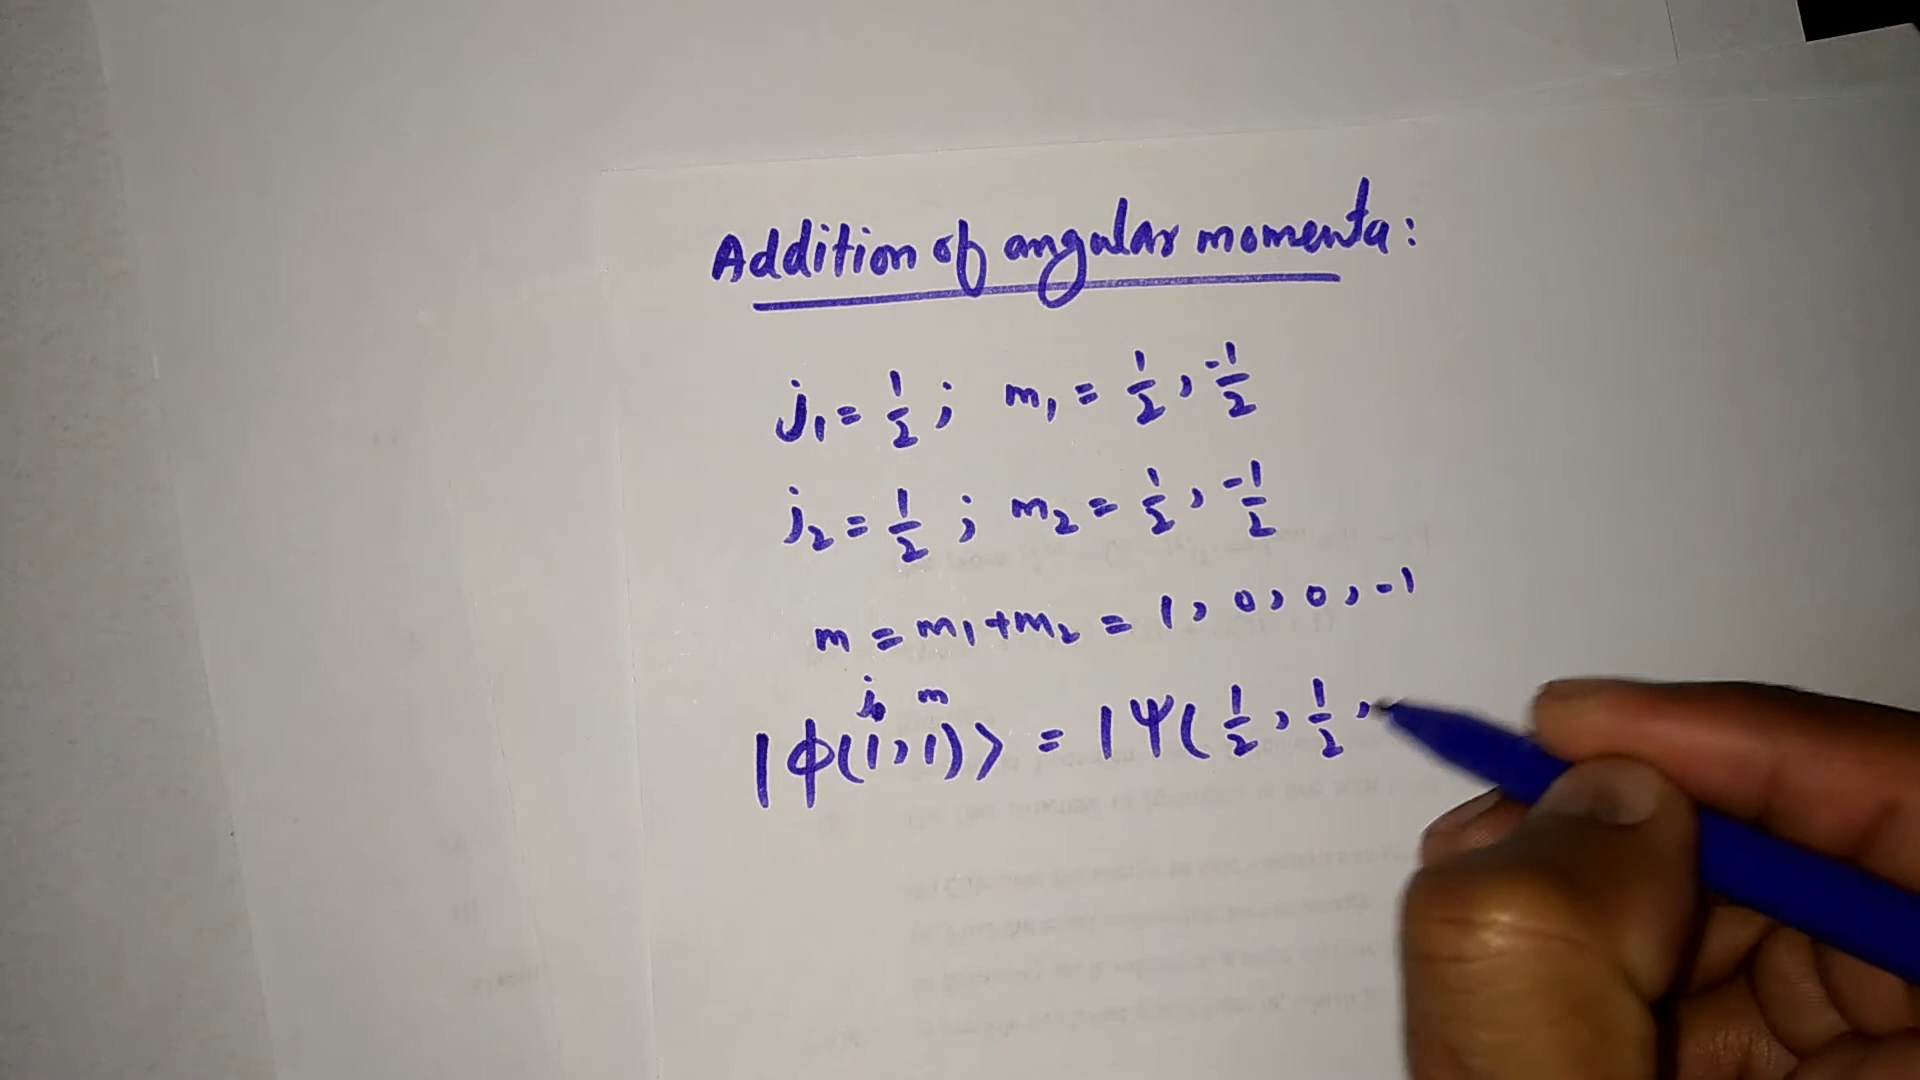 Addition of angular momenta:
j₁ = 1/2 ; m₁ = 1/2 , -1/2
j₂ = 1/2 ; m₂ = 1/2 , -1/2
m = m₁+m₂ = 1 , 0 , 0 , -1
j m
|ϕ(1,1)⟩ = |Ψ( 1/2 , 1/2 ,